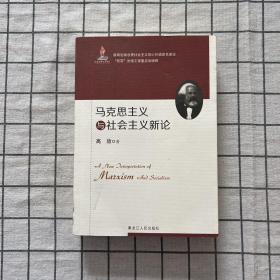 马克思主义
与社会主义新论
高 放 著
A New Interpretation of
Marxism And Socialism
黑龙江人民出版社